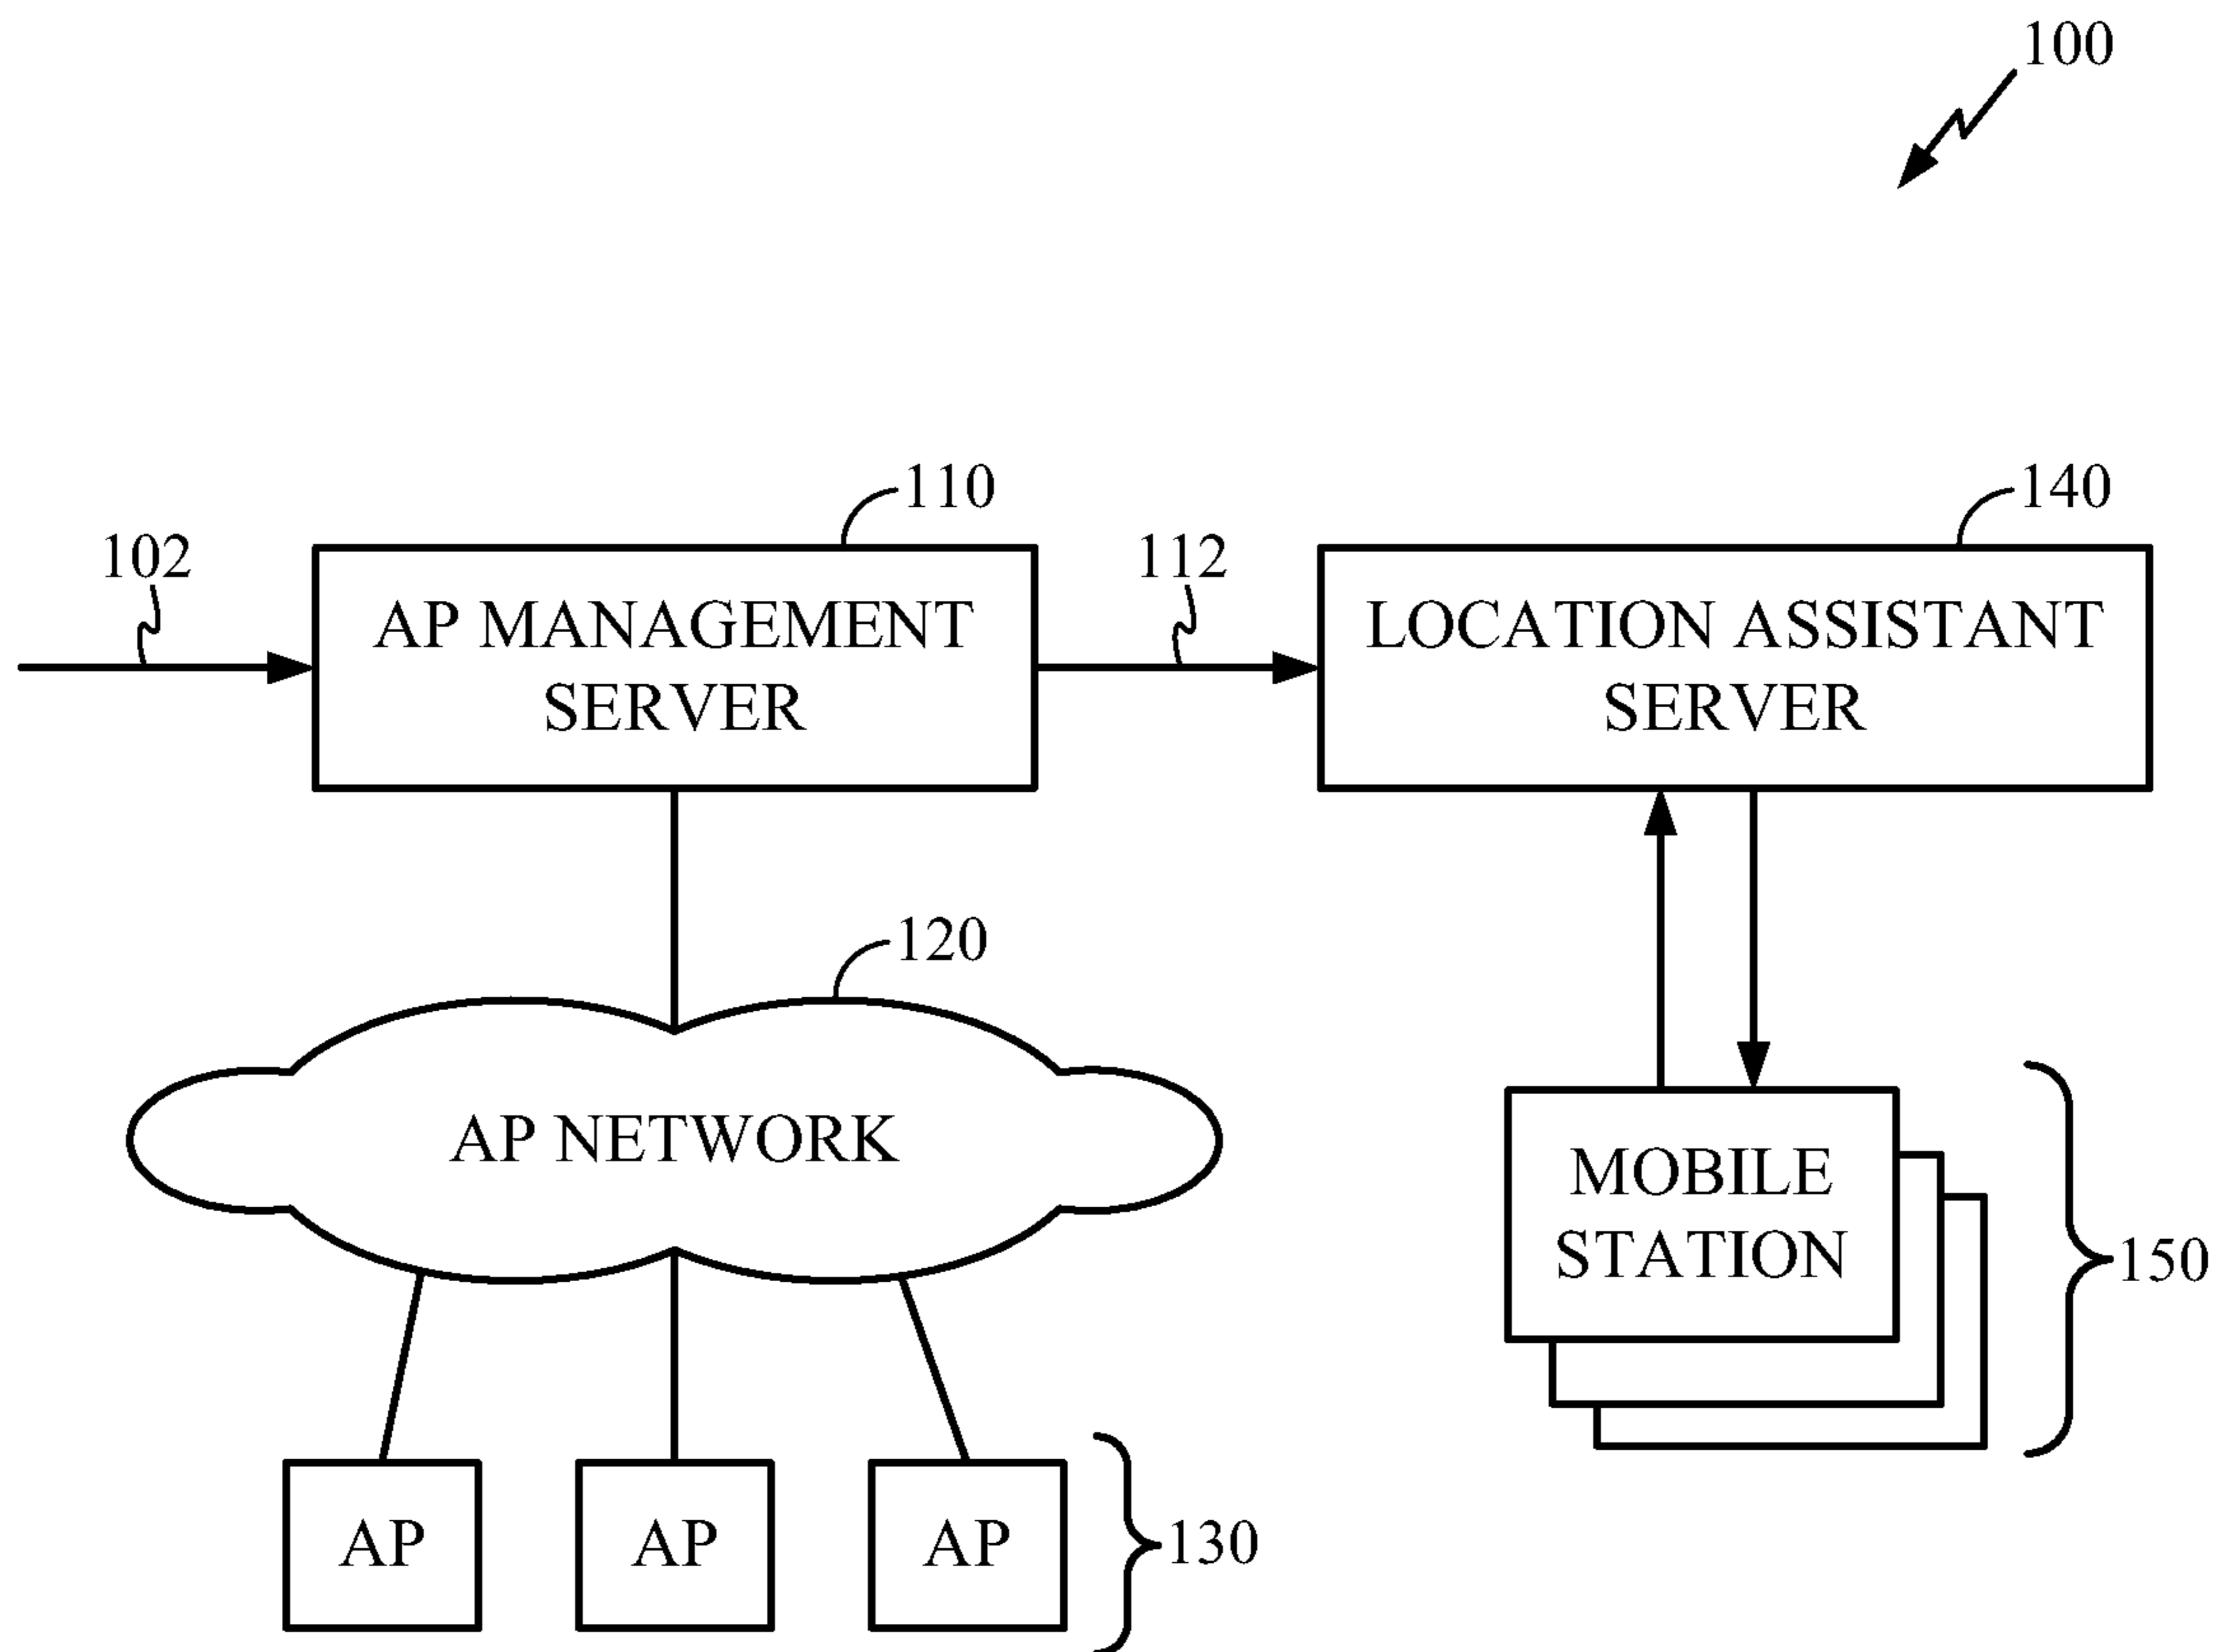 100
110
140
102
112
AP MANAGEMENT
SERVER
LOCATION ASSISTANT
SERVER
120
AP NETWORK
MOBILE
STATION
150
AP
AP
AP
130